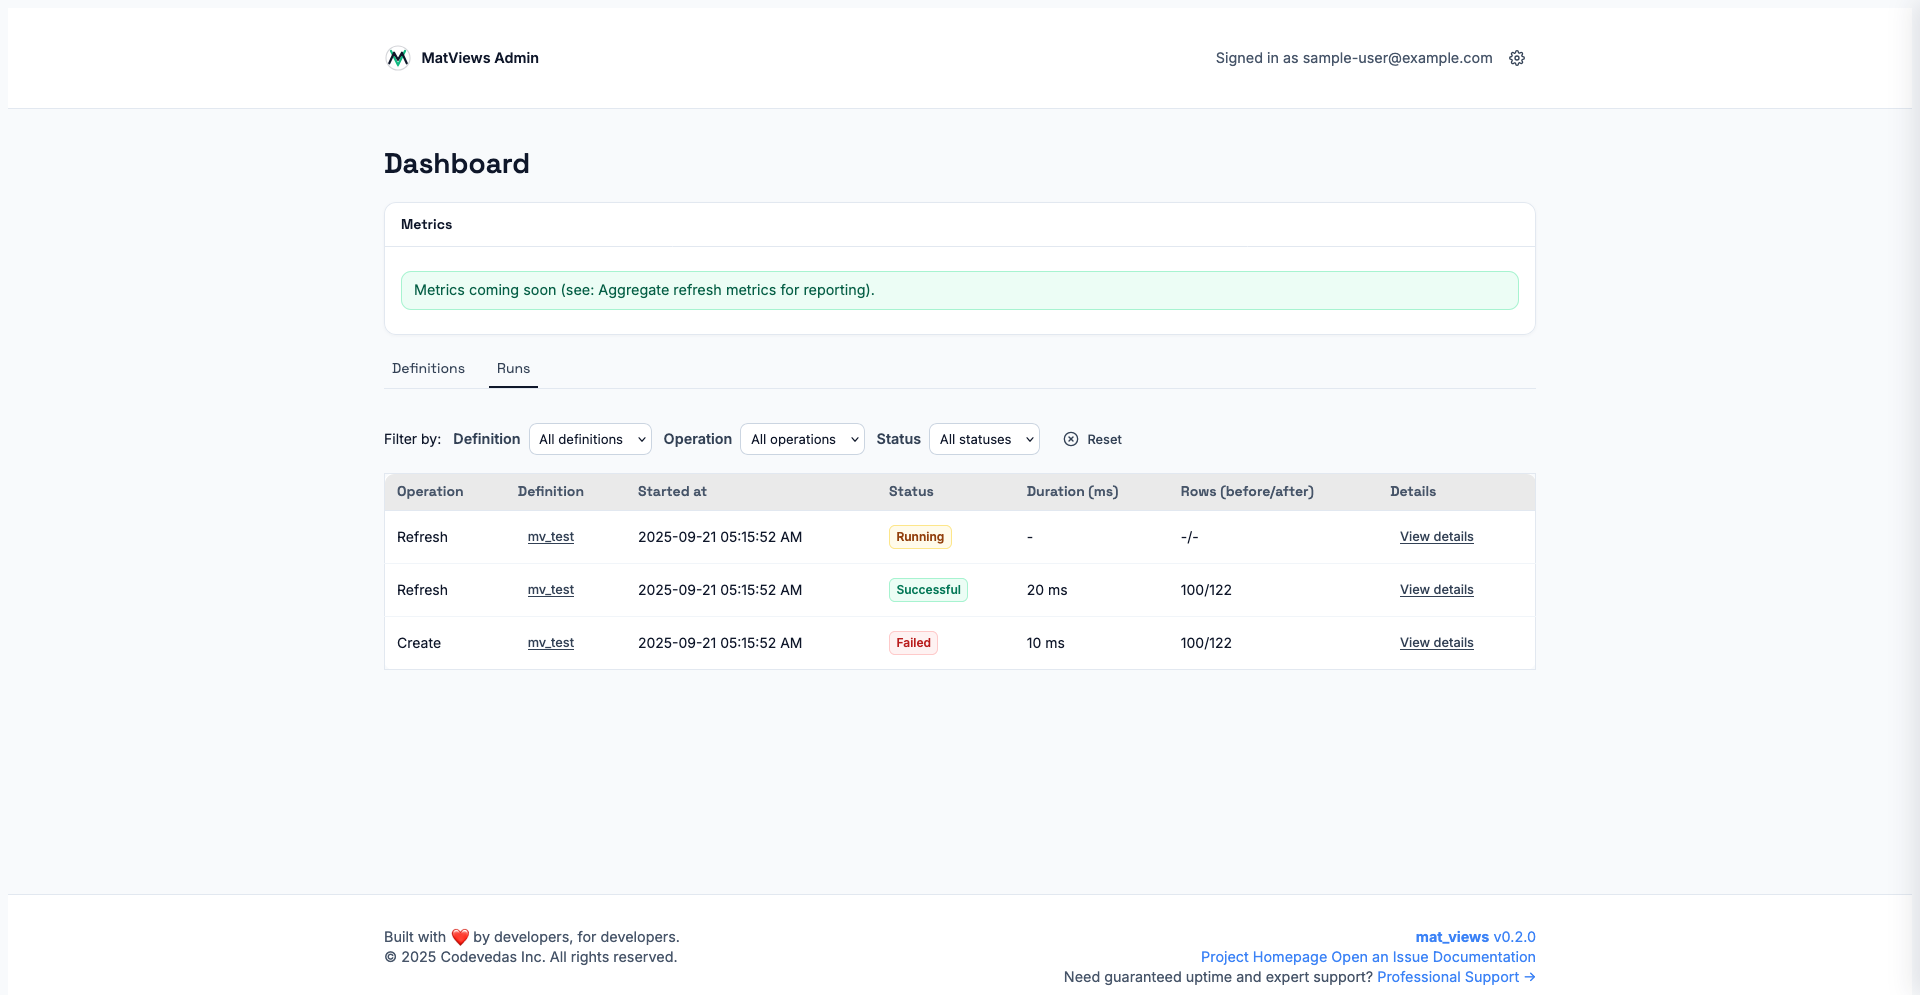 MatViews Admin
Signed in as sample-user@example.com
Dashboard
Metrics
Metrics coming soon (see: Aggregate refresh metrics for reporting).
Definitions Runs
Filter by: Definition All definitions Operation All operations Status All statuses Reset
Operation Definition Started at Status Duration (ms) Rows (before/after) Details
Refresh mv_test 2025-09-21 05:15:52 AM Running - -/- View details
Refresh mv_test 2025-09-21 05:15:52 AM Successful 20 ms 100/122 View details
Create mv_test 2025-09-21 05:15:52 AM Failed 10 ms 100/122 View details
Built with ❤️ by developers, for developers.
© 2025 Codevedas Inc. All rights reserved.
mat_views v0.2.0
Project Homepage Open an Issue Documentation
Need guaranteed uptime and expert support? Professional Support →